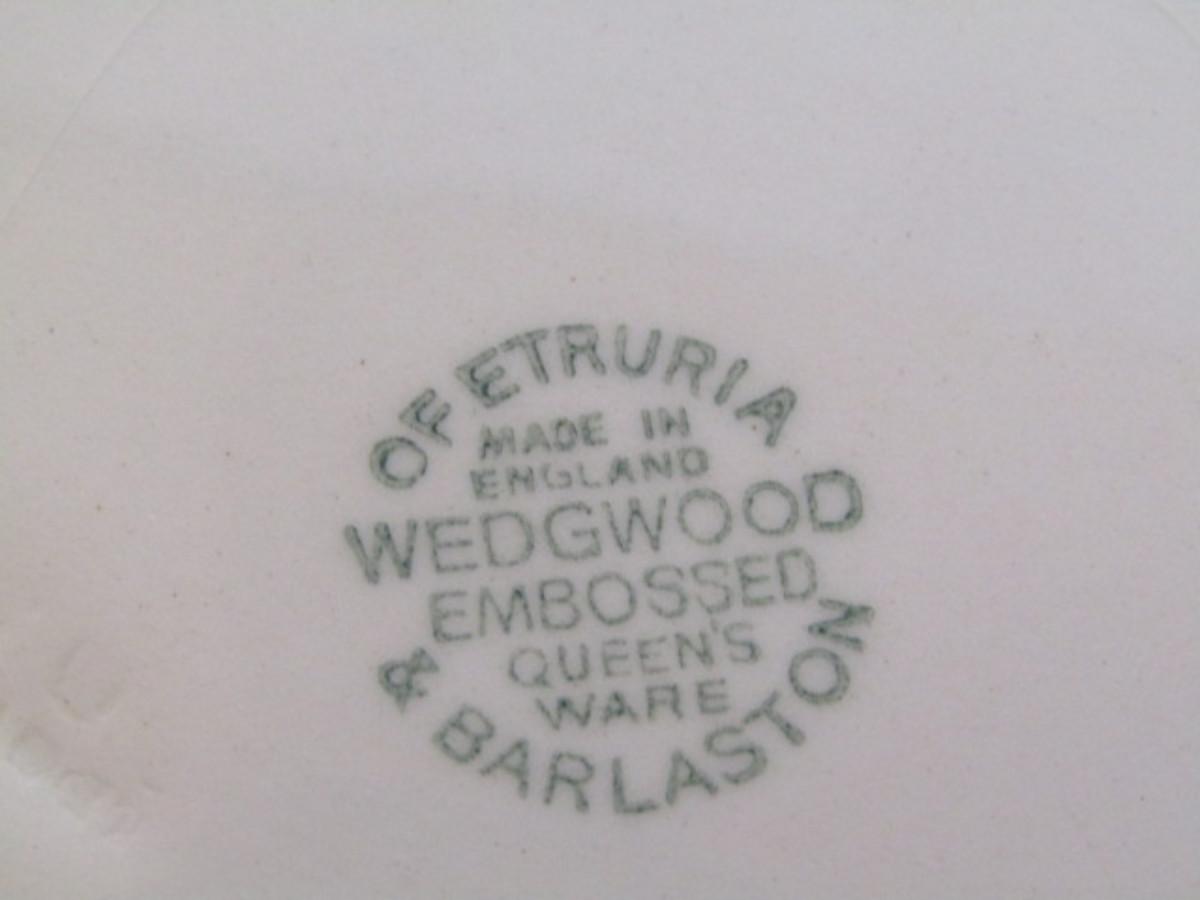 OF ETRURIA
MADE IN
ENGLAND
WEDGWOOD
EMBOSSED
QUEEN'S
WARE
& BARLASTON